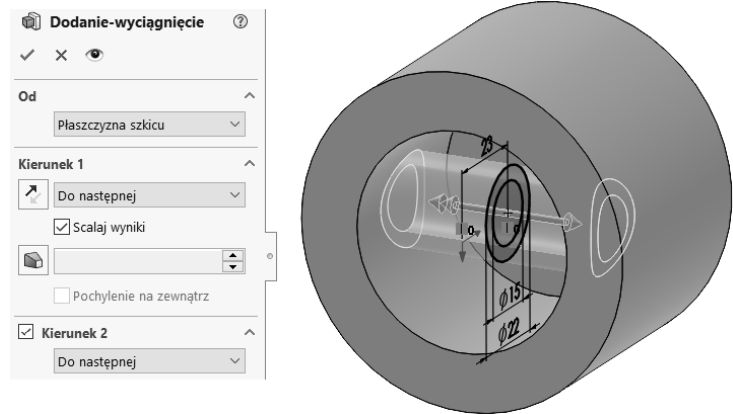 Dodanie-wyciągnięcie
Od
Płaszczyzna szkicu
Kierunek 1
Do następnej
Scalaj wyniki
Pochylenie na zewnątrz
Kierunek 2
Do następnej
23
ϕ15
ϕ22